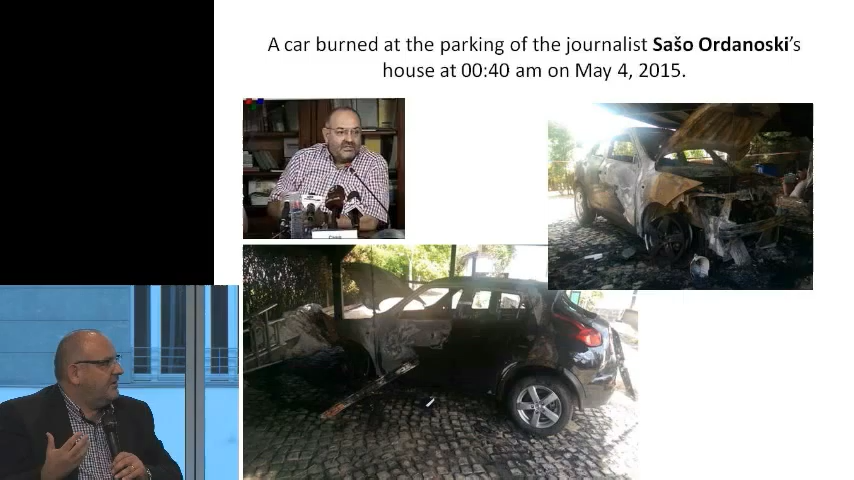 A car burned at the parking of the journalist Sašo Ordanoski’s
house at 00:40 am on May 4, 2015.